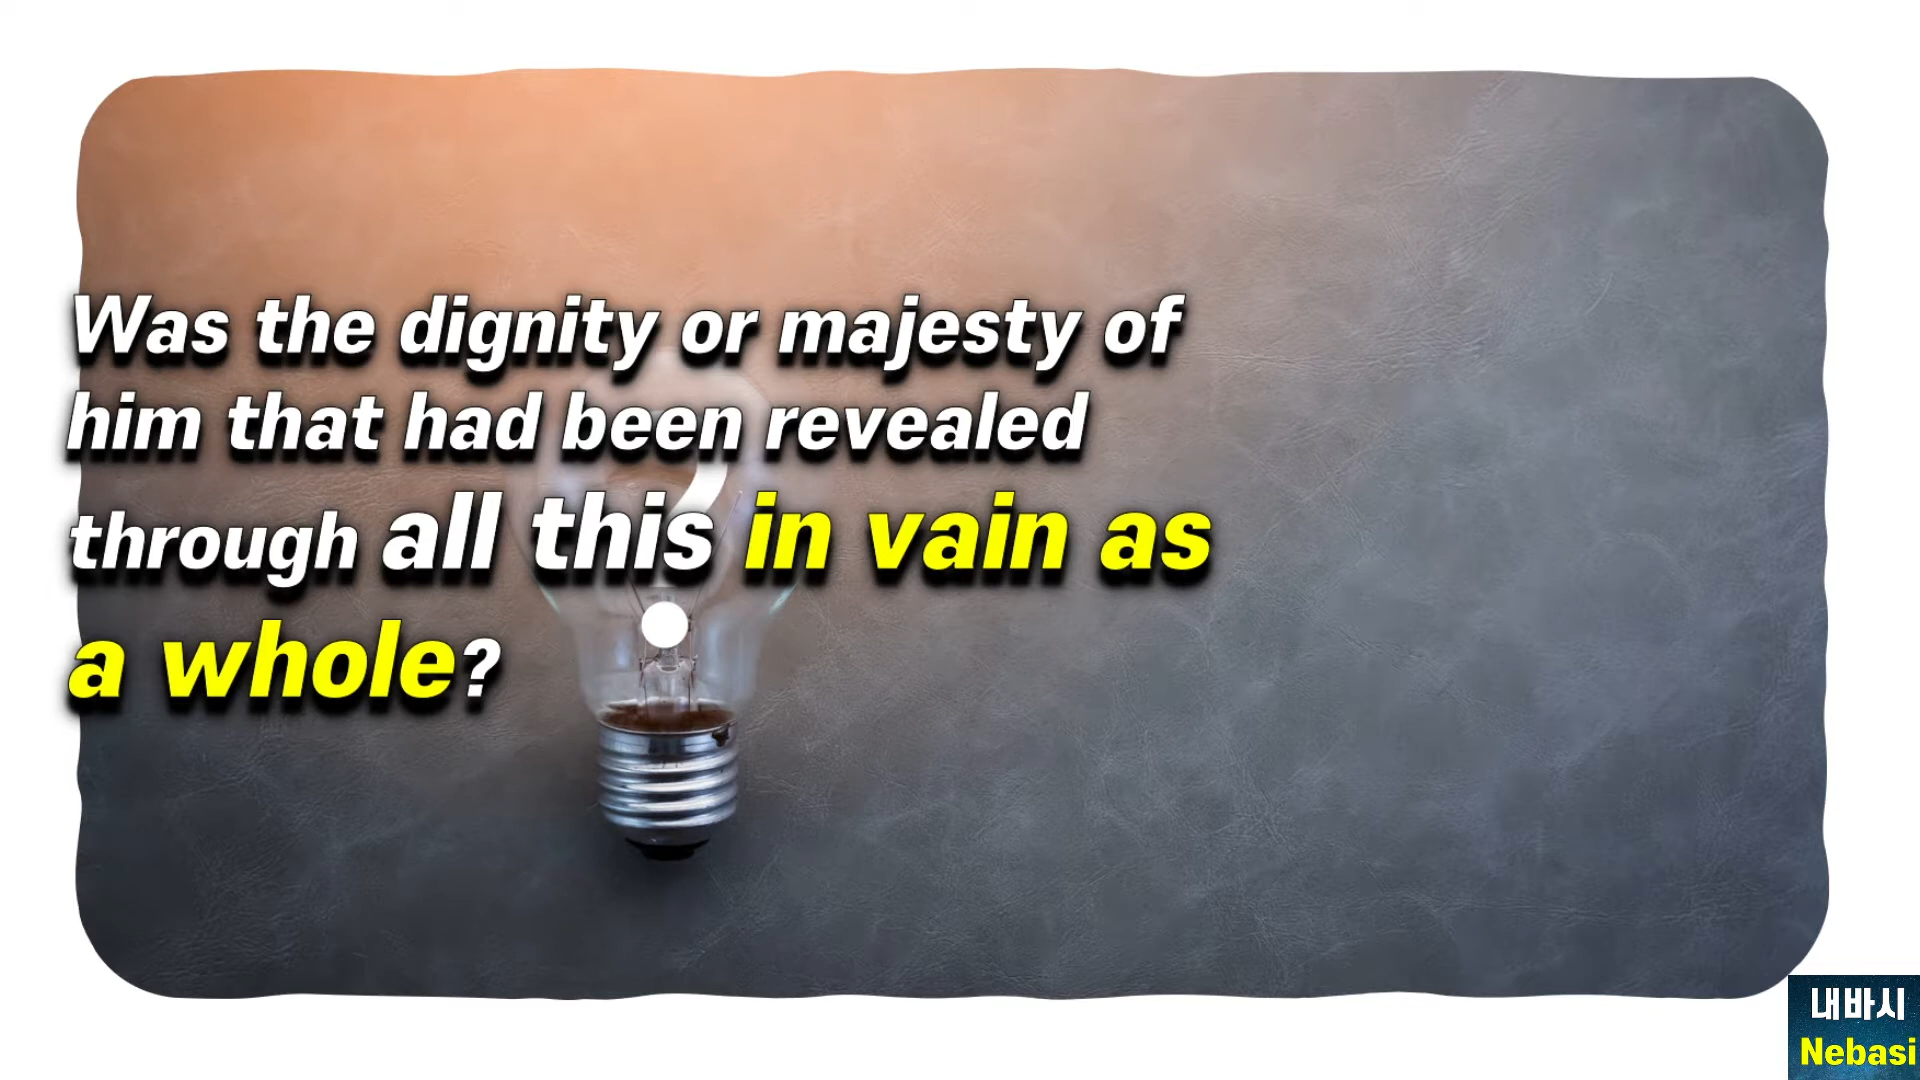 Was the dignity or majesty of
him that had been revealed
through all this in vain as
a whole?
내바시
Nebasi